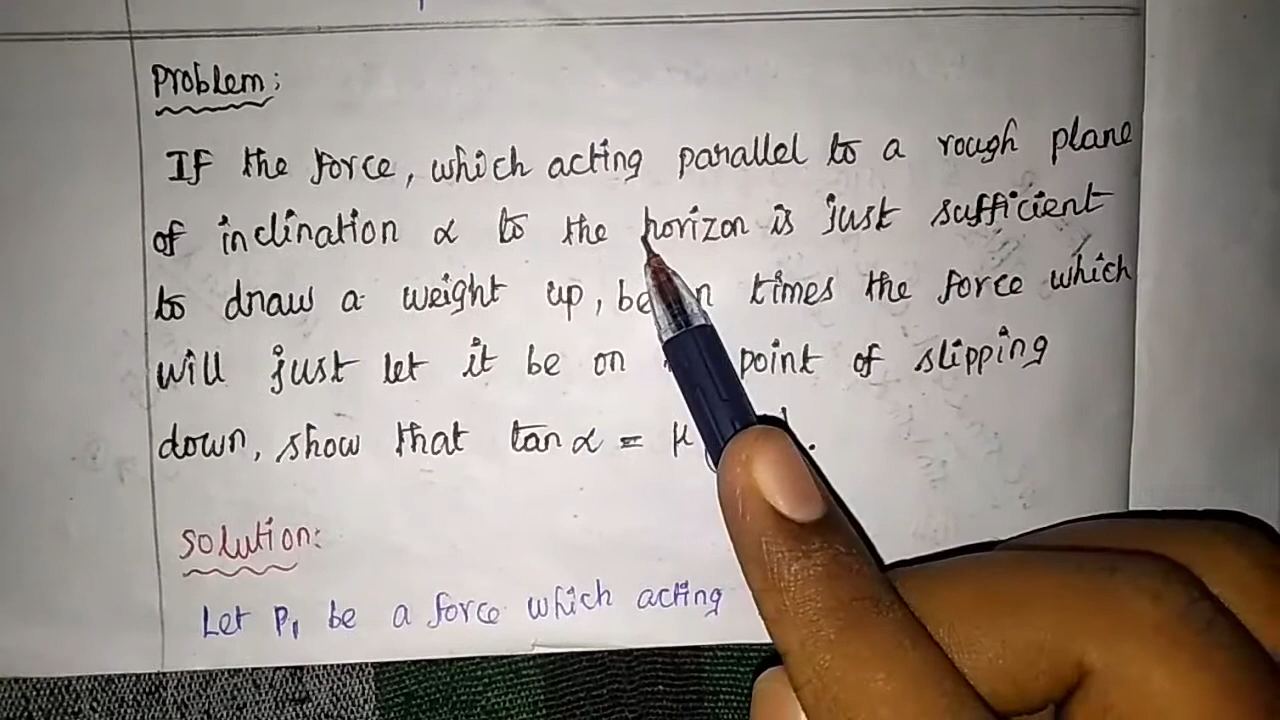 Problem:
If the force, which acting parallel to a rough plane
of inclination α to the horizon is just sufficient
to draw a weight up, be n times the force which
will just let it be on point of slipping
down, show that tan α = μ
Solution:
Let P₁ be a force which acting